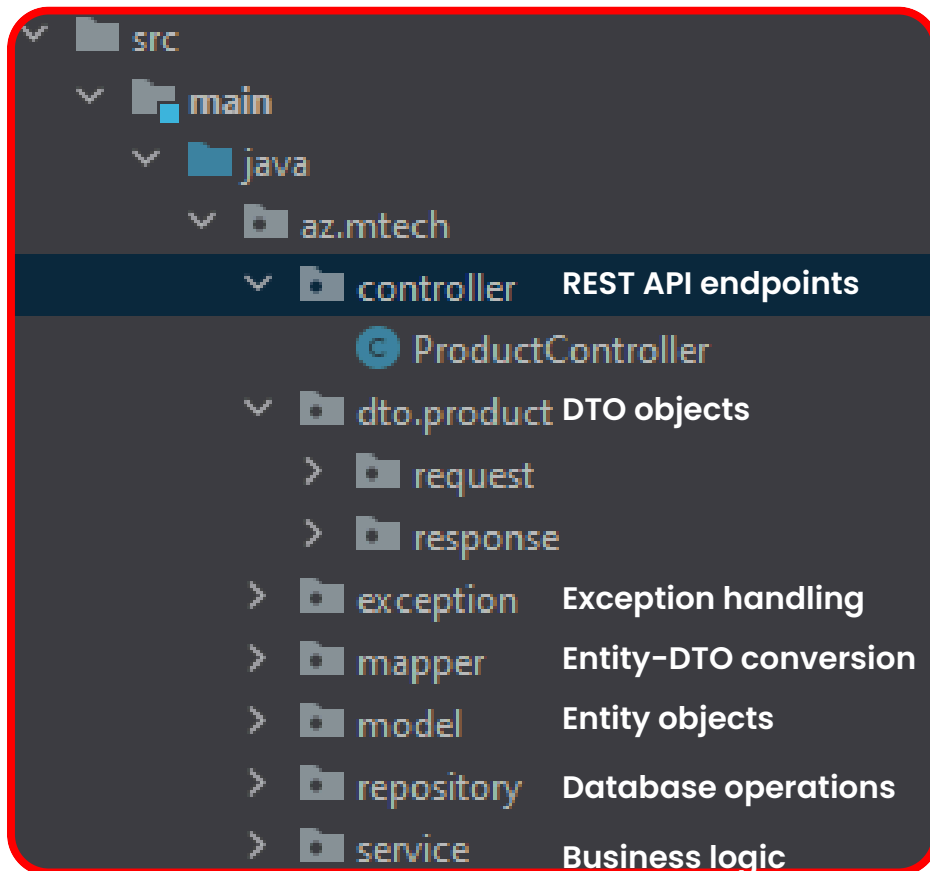 src
main
java
az.mtech
controller REST API endpoints
C ProductController
dto.product DTO objects
request
response
exception Exception handling
mapper Entity-DTO conversion
model Entity objects
repository Database operations
service Business logic